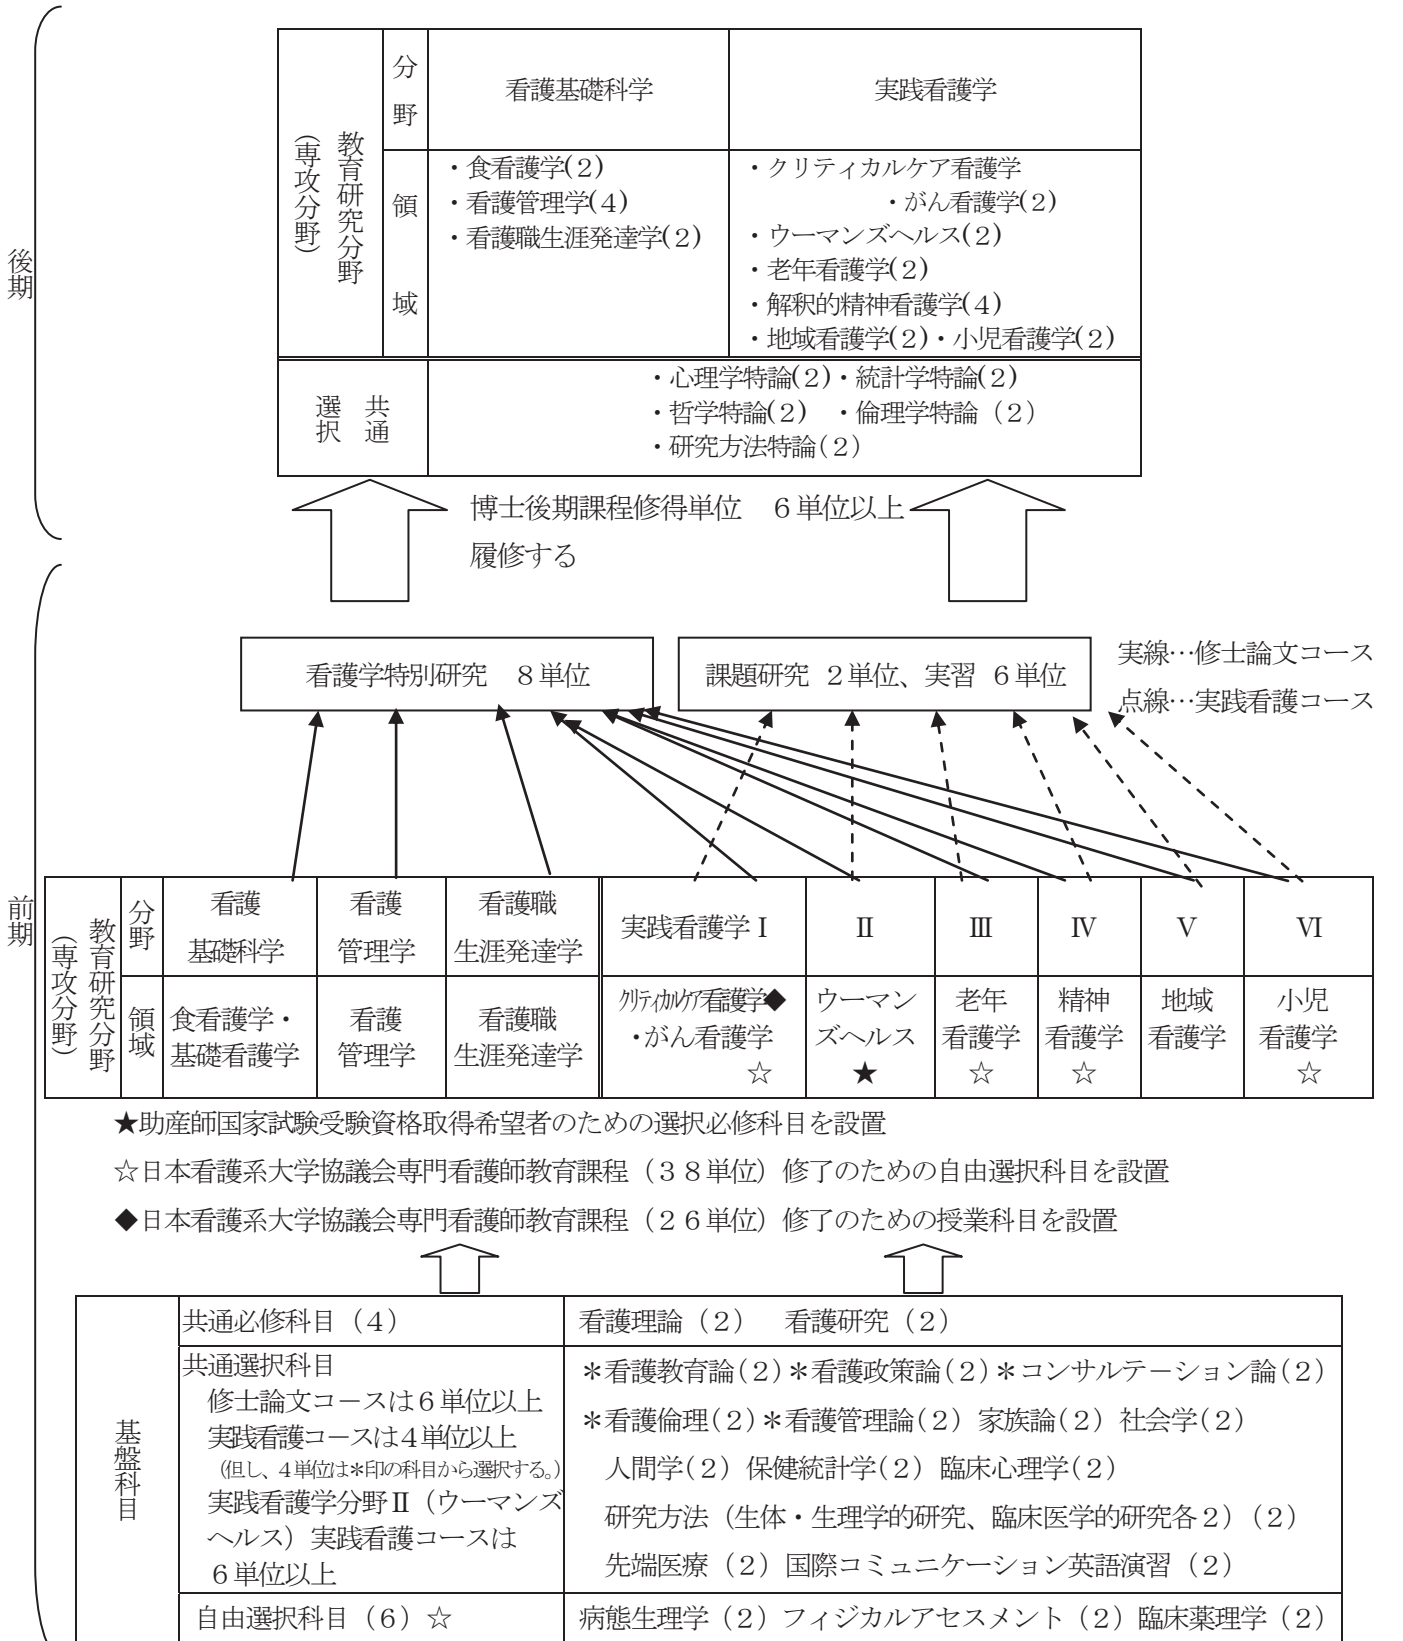 後期
教育研究分野
(専攻分野)
分野
看護基礎科学
実践看護学
領域
・食看護学(2)
・看護管理学(4)
・看護職生涯発達学(2)
・クリティカルケア看護学
・がん看護学(2)
・ウーマンズヘルス(2)
・老年看護学(2)
・解釈的精神看護学(4)
・地域看護学(2)・小児看護学(2)
共通
選択
・心理学特論(2)・統計学特論(2)
・哲学特論(2) ・倫理学特論(2)
・研究方法特論(2)
博士後期課程修得単位 6単位以上
履修する
前期
看護学特別研究 8単位
課題研究 2単位、実習 6単位
実線…修士論文コース
点線…実践看護コース
教育研究分野
(専攻分野)
分野
看護
基礎科学
看護
管理学
看護職
生涯発達学
実践看護学Ⅰ
Ⅱ
Ⅲ
Ⅳ
Ⅴ
Ⅵ
領域
食看護学・
基礎看護学
看護
管理学
看護職
生涯発達学
クリティカルケア看護学◆
・がん看護学
☆
ウーマン
ズヘルス
★
老年
看護学
☆
精神
看護学
☆
地域
看護学
小児
看護学
☆
★助産師国家試験受験資格取得希望者のための選択必修科目を設置
☆日本看護系大学協議会専門看護師教育課程(38単位)修了のための自由選択科目を設置
◆日本看護系大学協議会専門看護師教育課程(26単位)修了のための授業科目を設置
基盤科目
共通必修科目(4)
看護理論(2) 看護研究(2)
共通選択科目
修士論文コースは6単位以上
実践看護コースは4単位以上
(但し、4単位は*印の科目から選択する。)
実践看護学分野Ⅱ(ウーマンズ
ヘルス)実践看護コースは
6単位以上
*看護教育論(2)*看護政策論(2)*コンサルテーション論(2)
*看護倫理(2)*看護管理論(2) 家族論(2) 社会学(2)
人間学(2) 保健統計学(2) 臨床心理学(2)
研究方法(生体・生理学的研究、臨床医学的研究各2)(2)
先端医療(2)国際コミュニケーション英語演習(2)
自由選択科目(6)☆
病態生理学(2)フィジカルアセスメント(2)臨床薬理学(2)